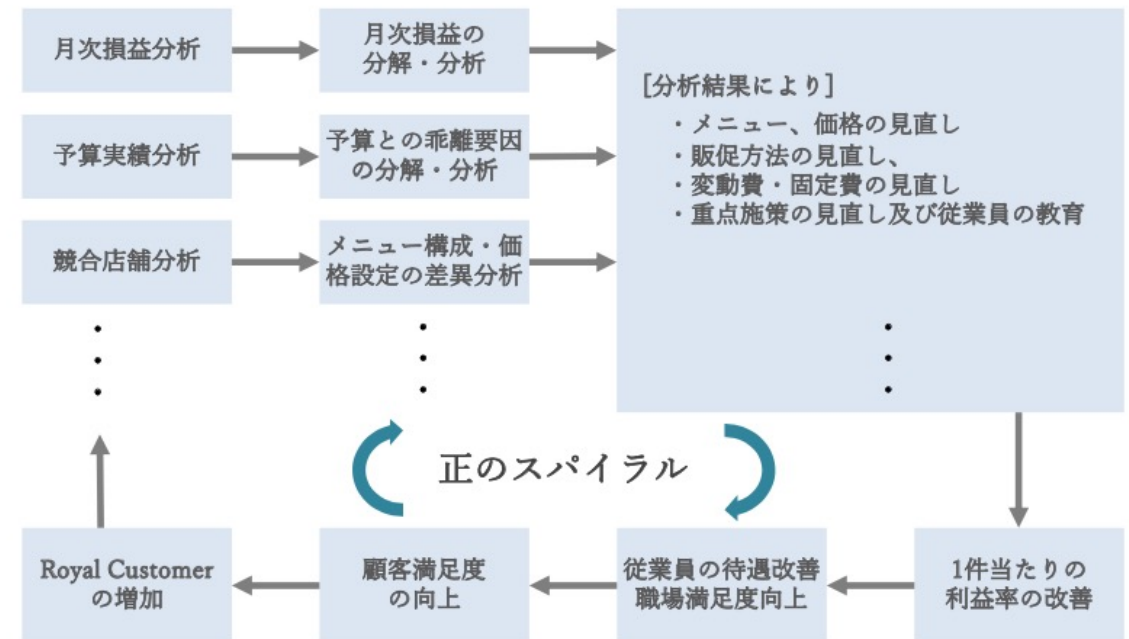 月次損益分析
月次損益の
分解・分析
予算実績分析
予算との乖離要因
の分解・分析
競合店舗分析
メニュー構成・価
格設定の差異分析
[分析結果により]
・メニュー、価格の見直し
・販促方法の見直し、
・変動費・固定費の見直し
・重点施策の見直し及び従業員の教育
正のスパイラル
Royal Customer
の増加
顧客満足度
の向上
従業員の待遇改善
職場満足度向上
1件当たりの
利益率の改善